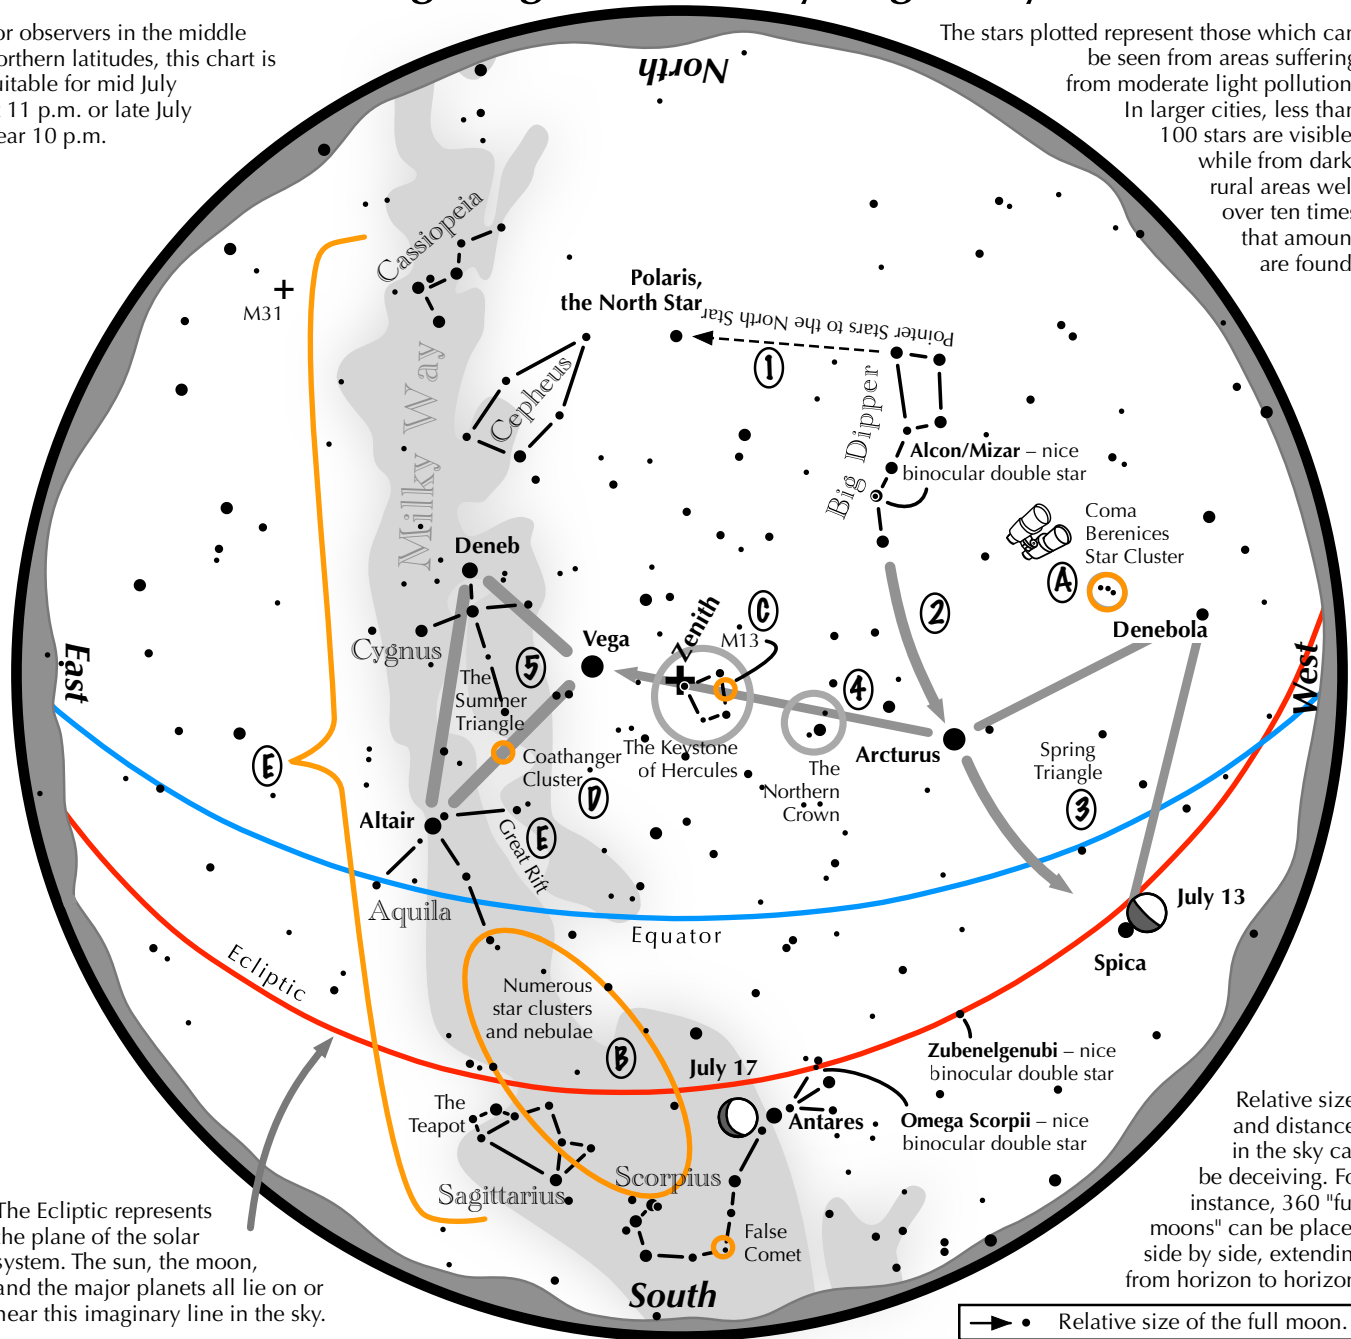 or observers in the middle
orthern latitudes, this chart is
uitable for mid July
11 p.m. or late July
ear 10 p.m.
The stars plotted represent those which can
be seen from areas suffering
from moderate light pollution
In larger cities, less than
100 stars are visible
while from dark
rural areas wel
over ten times
that amoun
are found
North
Cassiopeia
M31
Polaris,
the North Star
Pointer Stars to the North Star
1
Cepheus
Milky Way
Big Dipper
Alcon/Mizar – nice
binocular double star
Coma
Berenices
Star Cluster
A
Deneb
2
C
Zenith
M13
Denebola
Cygnus
Vega
5
4
East
West
The
Summer
Triangle
Coathanger
Cluster
The Keystone
of Hercules
Arcturus
Spring
Triangle
3
E
D
The
Northern
Crown
Altair
E
Great Rift
Aquila
July 13
Equator
Spica
Ecliptic
Numerous
star clusters
and nebulae
B
July 17
Zubenelgenubi – nice
binocular double star
The
Teapot
Antares
Omega Scorpii – nice
binocular double star
Scorpius
Sagittarius
False
Comet
South
The Ecliptic represents
the plane of the solar
system. The sun, the moon,
and the major planets all lie on or
near this imaginary line in the sky.
Relative size
and distance
in the sky ca
be deceiving. Fo
instance, 360 "fu
moons" can be place
side by side, extendin
from horizon to horizon
Relative size of the full moon.